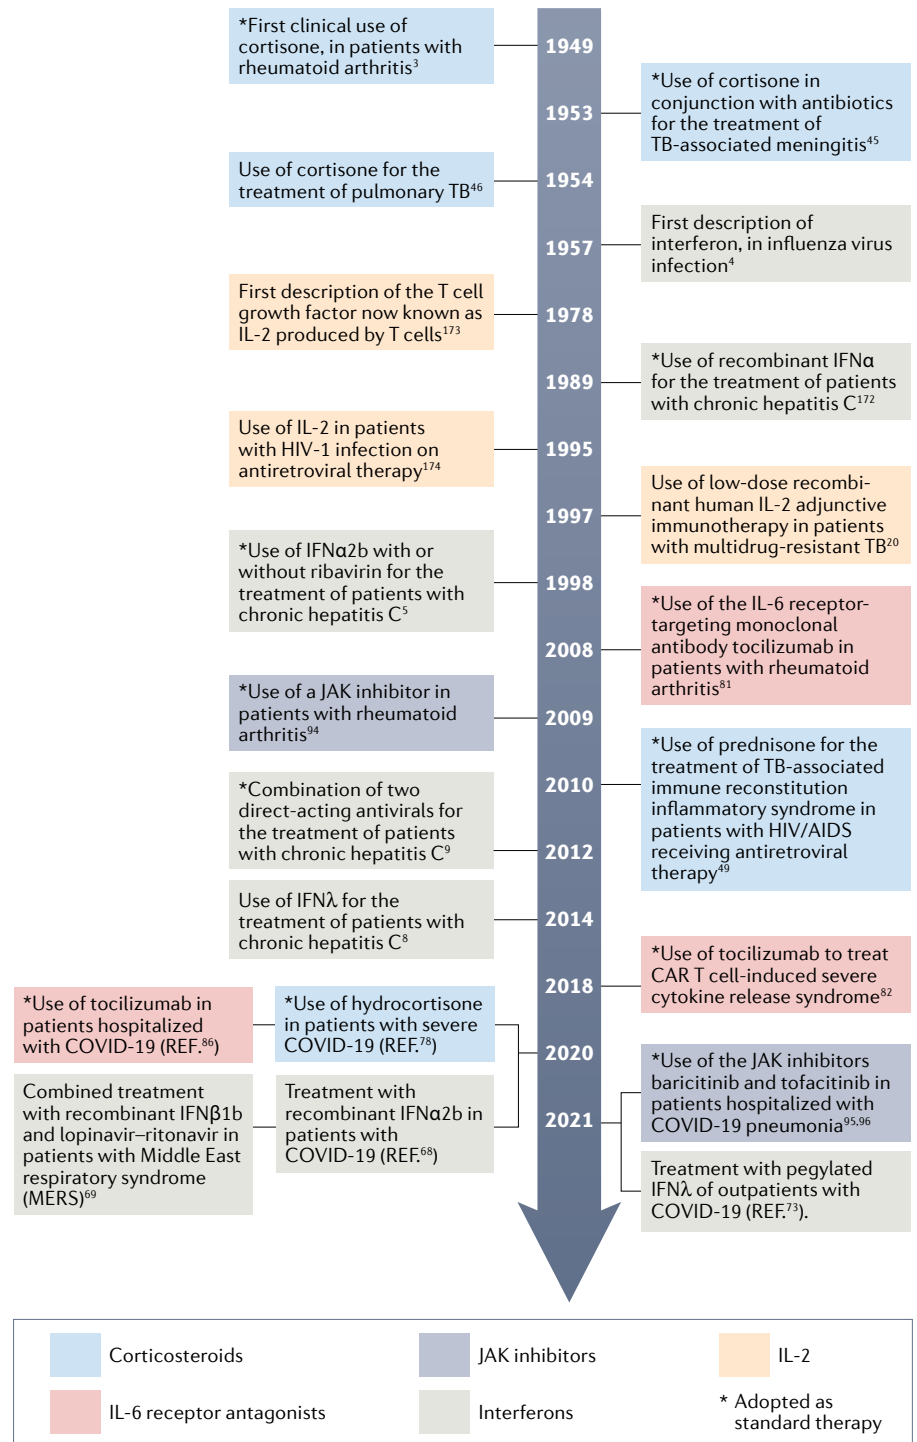 *First clinical use of
cortisone, in patients with
rheumatoid arthritis³
1949
*Use of cortisone in
conjunction with antibiotics
for the treatment of
TB-associated meningitis⁴⁵
1953
Use of cortisone for the
treatment of pulmonary TB⁴⁶
1954
First description of
interferon, in influenza virus
infection⁴
1957
First description of the T cell
growth factor now known as
IL-2 produced by T cells¹⁷³
1978
*Use of recombinant IFNα
for the treatment of patients
with chronic hepatitis C¹⁷²
1989
Use of IL-2 in patients
with HIV-1 infection on
antiretroviral therapy¹⁷⁴
1995
Use of low-dose recombi-
nant human IL-2 adjunctive
immunotherapy in patients
with multidrug-resistant TB²⁰
1997
*Use of IFNα2b with or
without ribavirin for the
treatment of patients with
chronic hepatitis C⁵
1998
*Use of the IL-6 receptor-
targeting monoclonal
antibody tocilizumab in
patients with rheumatoid
arthritis⁸¹
2008
*Use of a JAK inhibitor in
patients with rheumatoid
arthritis⁹⁴
2009
*Use of prednisone for the
treatment of TB-associated
immune reconstitution
inflammatory syndrome in
patients with HIV/AIDS
receiving antiretroviral
therapy⁴⁹
2010
*Combination of two
direct-acting antivirals for
the treatment of patients
with chronic hepatitis C⁹
2012
Use of IFNλ for the
treatment of patients with
chronic hepatitis C⁸
2014
*Use of tocilizumab to treat
CAR T cell-induced severe
cytokine release syndrome⁸²
2018
*Use of tocilizumab in
patients hospitalized
with COVID-19 (REF.⁸⁶)
*Use of hydrocortisone
in patients with severe
COVID-19 (REF.⁷⁸)
2020
Combined treatment
with recombinant IFNβ1b
and lopinavir–ritonavir in
patients with Middle East
respiratory syndrome
(MERS)⁶⁹
Treatment with
recombinant IFNα2b in
patients with
COVID-19 (REF.⁶⁸)
*Use of the JAK inhibitors
baricitinib and tofacitinib in
patients hospitalized with
COVID-19 pneumonia⁹⁵,⁹⁶
2021
Treatment with pegylated
IFNλ of outpatients with
COVID-19 (REF.⁷³).
Corticosteroids
JAK inhibitors
IL-2
IL-6 receptor antagonists
Interferons
* Adopted as
standard therapy